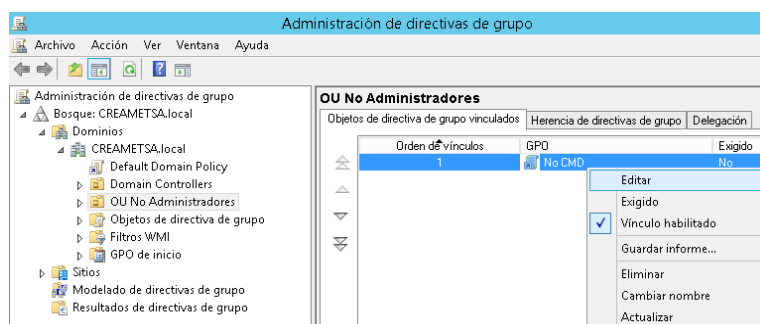 Administración de directivas de grupo
Archivo Acción Ver Ventana Ayuda
Administración de directivas de grupo
Bosque: CREAMETSA.local
Dominios
CREAMETSA.local
Default Domain Policy
Domain Controllers
OU No Administradores
Objetos de directiva de grupo
Filtros WMI
GPO de inicio
Sitios
Modelado de directivas de grupo
Resultados de directivas de grupo
OU No Administradores
Objetos de directiva de grupo vinculados Herencia de directivas de grupo Delegación
Orden de vínculos GPO Exigido
1 No CMD No
Editar
Exigido
Vínculo habilitado
Guardar informe...
Eliminar
Cambiar nombre
Actualizar